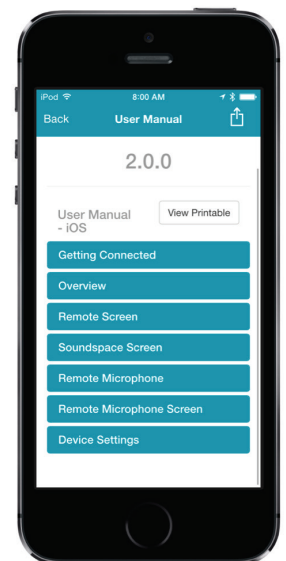 iPod 8:00 AM
Back User Manual
2.0.0
User Manual View Printable
- iOS
Getting Connected
Overview
Remote Screen
Soundspace Screen
Remote Microphone
Remote Microphone Screen
Device Settings